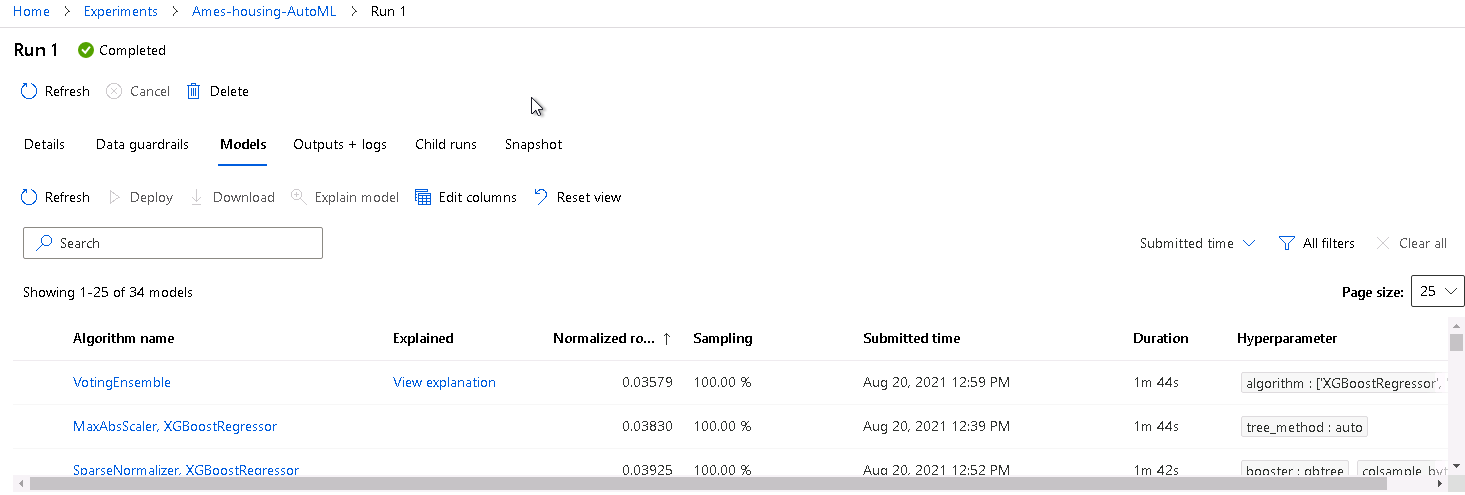 Home > Experiments > Ames-housing-AutoML > Run 1
Run 1 Completed
Refresh Cancel Delete
Details Data guardrails Models Outputs + logs Child runs Snapshot
Refresh Deploy Download Explain model Edit columns Reset view
Search Submitted time All filters Clear all
Showing 1-25 of 34 models Page size: 25
Algorithm name Explained Normalized ro... ↑ Sampling Submitted time Duration Hyperparameter
VotingEnsemble View explanation 0.03579 100.00 % Aug 20, 2021 12:59 PM 1m 44s algorithm : ['XGBoostRegressor', '
MaxAbsScaler, XGBoostRegressor 0.03830 100.00 % Aug 20, 2021 12:39 PM 1m 44s tree_method : auto
SparseNormalizer, XGBoostRegressor 0.03925 100.00 % Aug 20, 2021 12:52 PM 1m 42s booster : gbtree colsample_byt